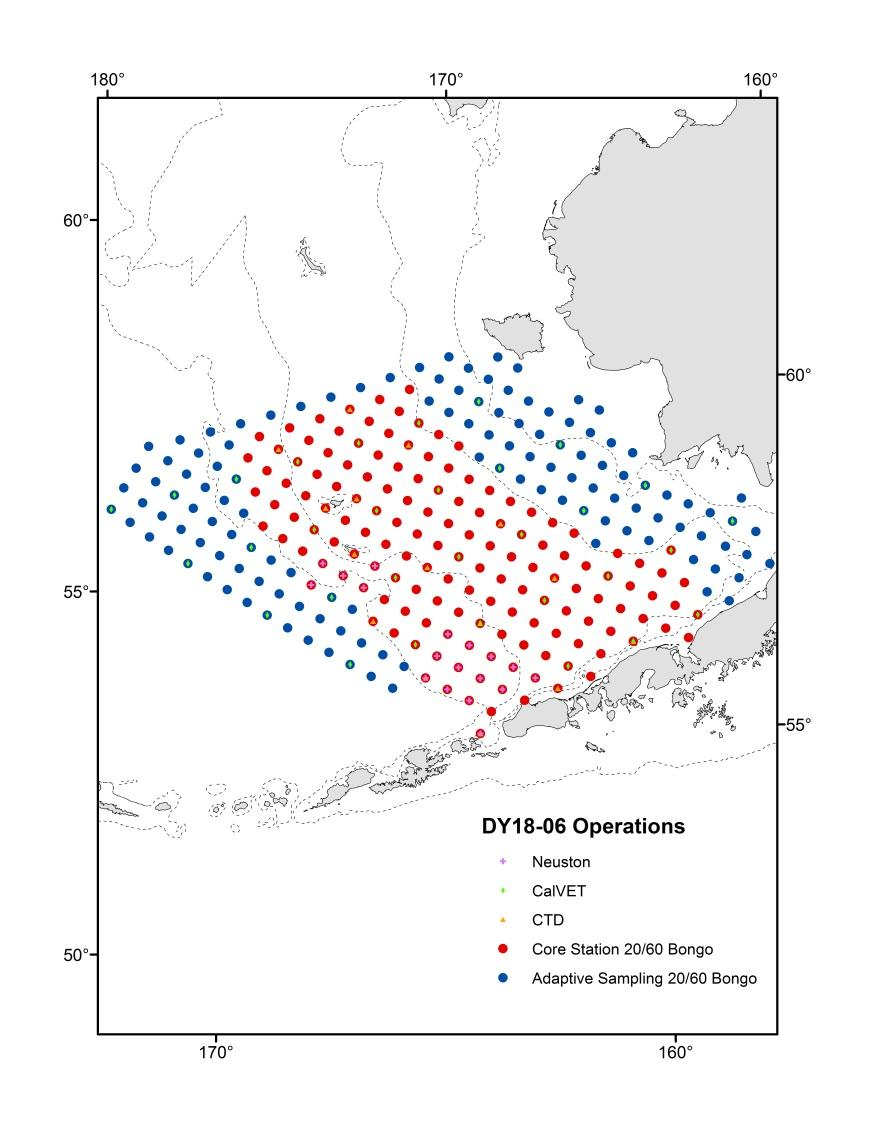 180° 170° 160°
60°
60°
55°
55°
DY18-06 Operations
Neuston
CalVET
CTD
Core Station 20/60 Bongo
50°
Adaptive Sampling 20/60 Bongo
170° 160°